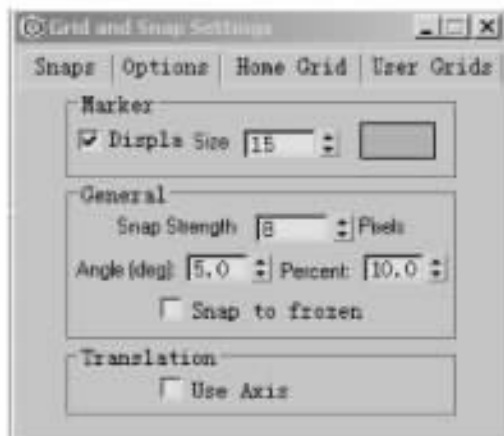 Grid and Snap Settings
Snaps Options Home Grid User Grids
Marker
Displa Size 15
General
Snap Strength 8 Pixels
Angle (deg): 5.0 Percent: 10.0
Snap to frozen
Translation
Use Axis